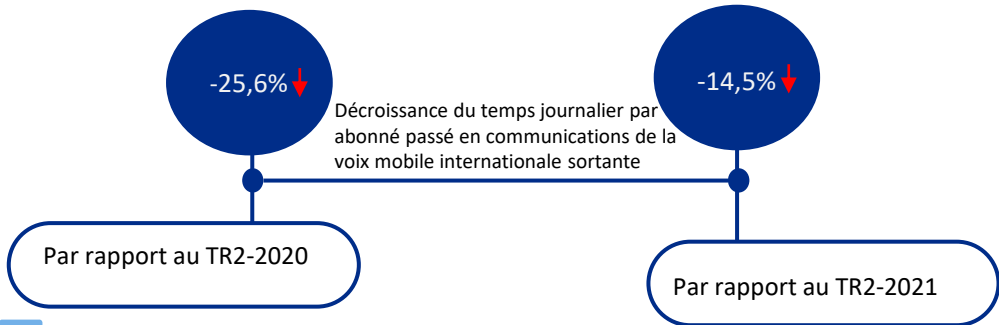 -25,6%
-14,5%
Décroissance du temps journalier par
abonné passé en communications de la
voix mobile internationale sortante
Par rapport au TR2-2020
Par rapport au TR2-2021